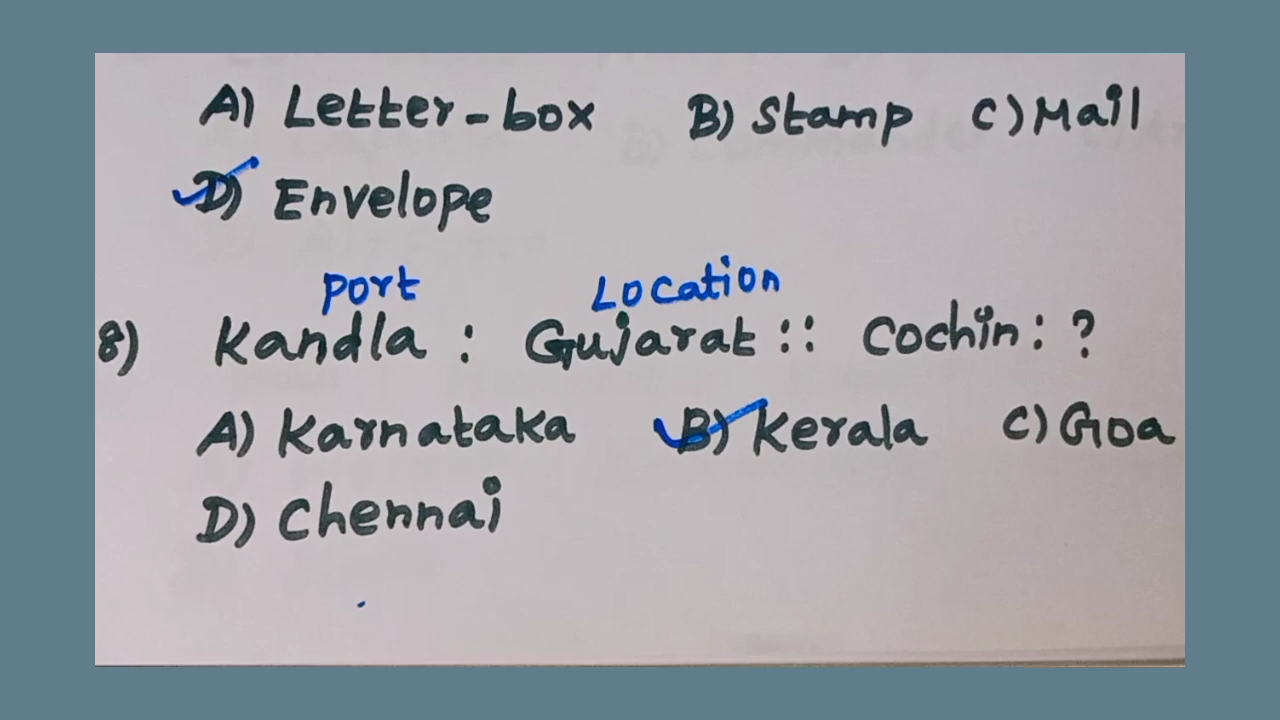 A) Letter-box B) Stamp C) Mail
D) Envelope
Port Location
8) Kandla : Gujarat :: Cochin : ?
A) Karnataka B) Kerala C) Goa
D) Chennai